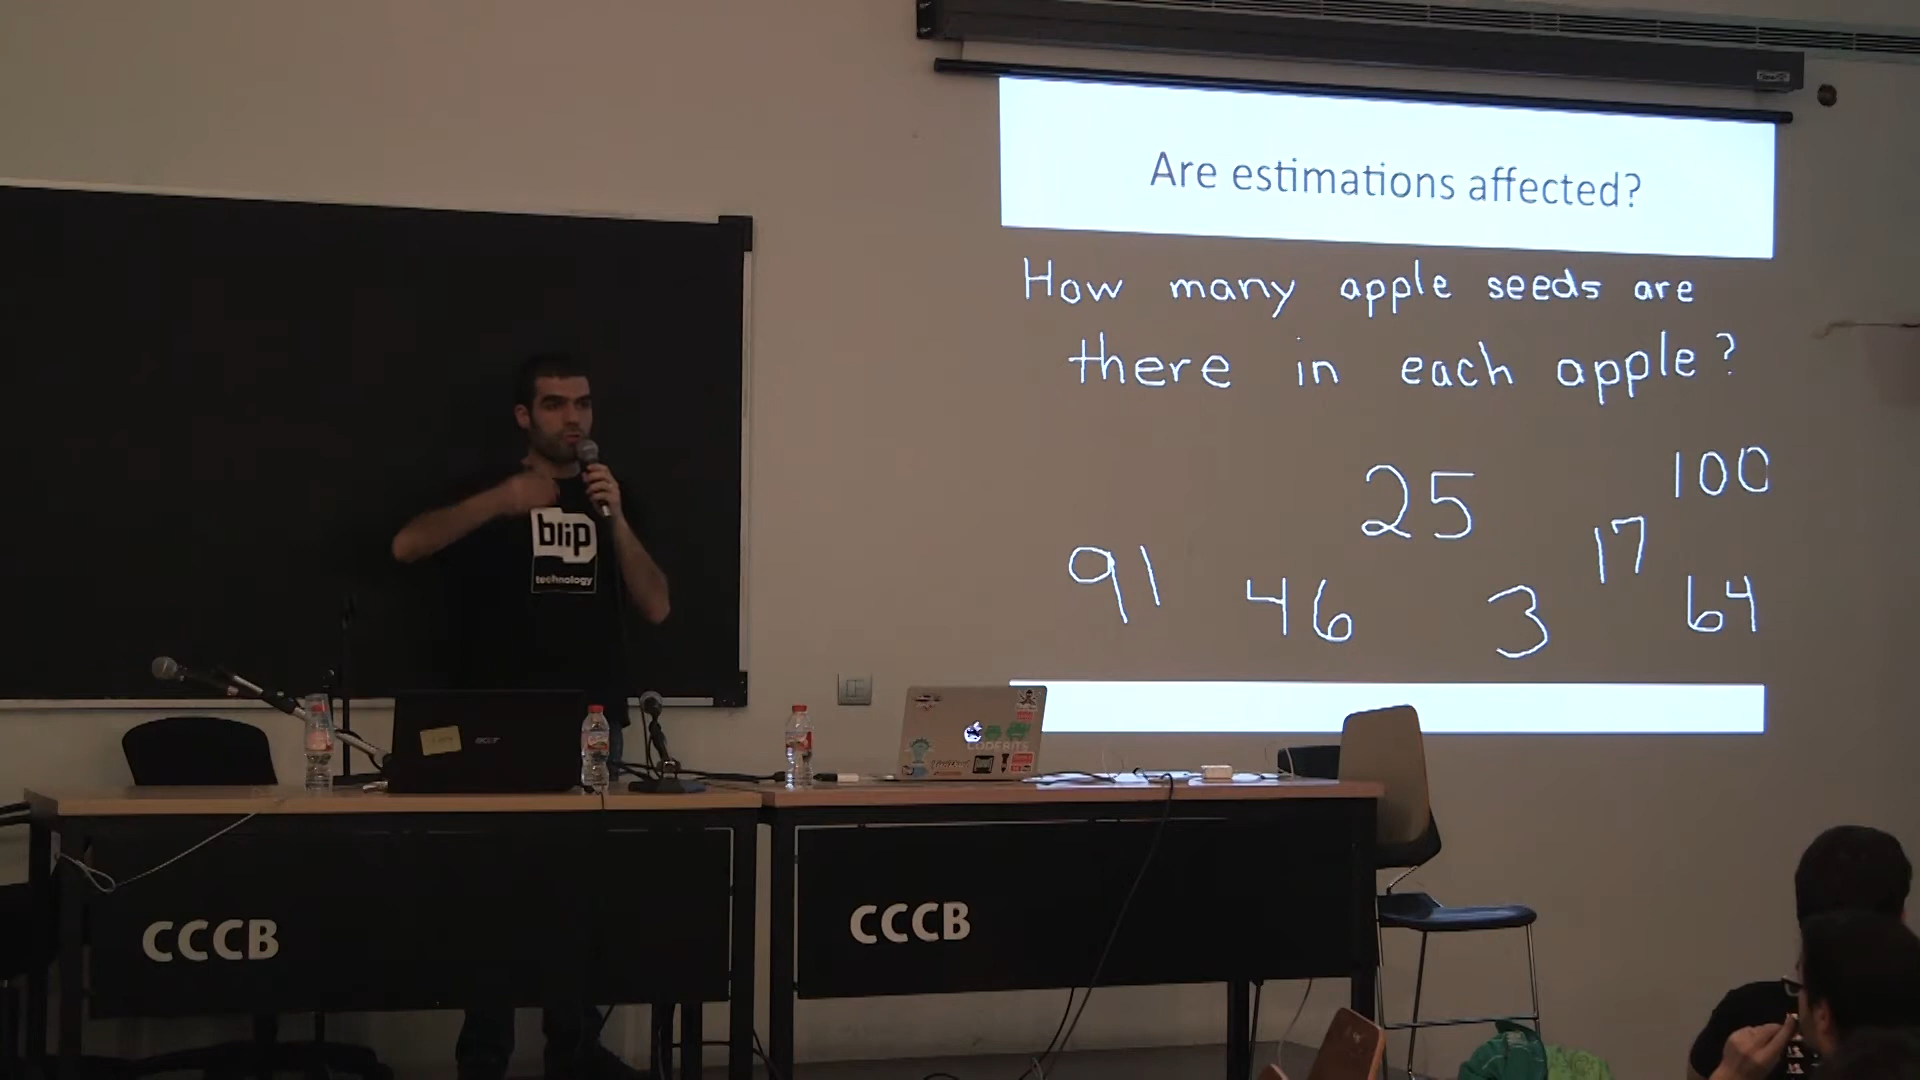 Are estimations affected?
How many apple seeds are
there in each apple?
100
25
17
91
46
3
64
blip
technology
acer
CODEBITS
CCCB
CCCB